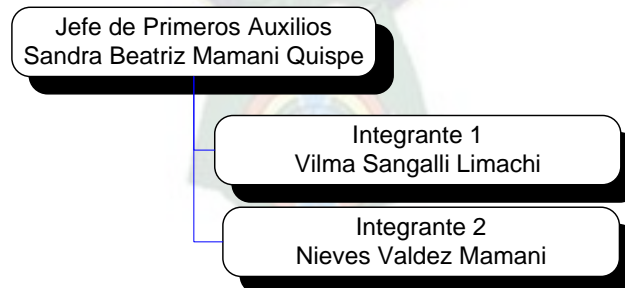 Jefe de Primeros Auxilios
Sandra Beatriz Mamani Quispe
Integrante 1
Vilma Sangalli Limachi
Integrante 2
Nieves Valdez Mamani